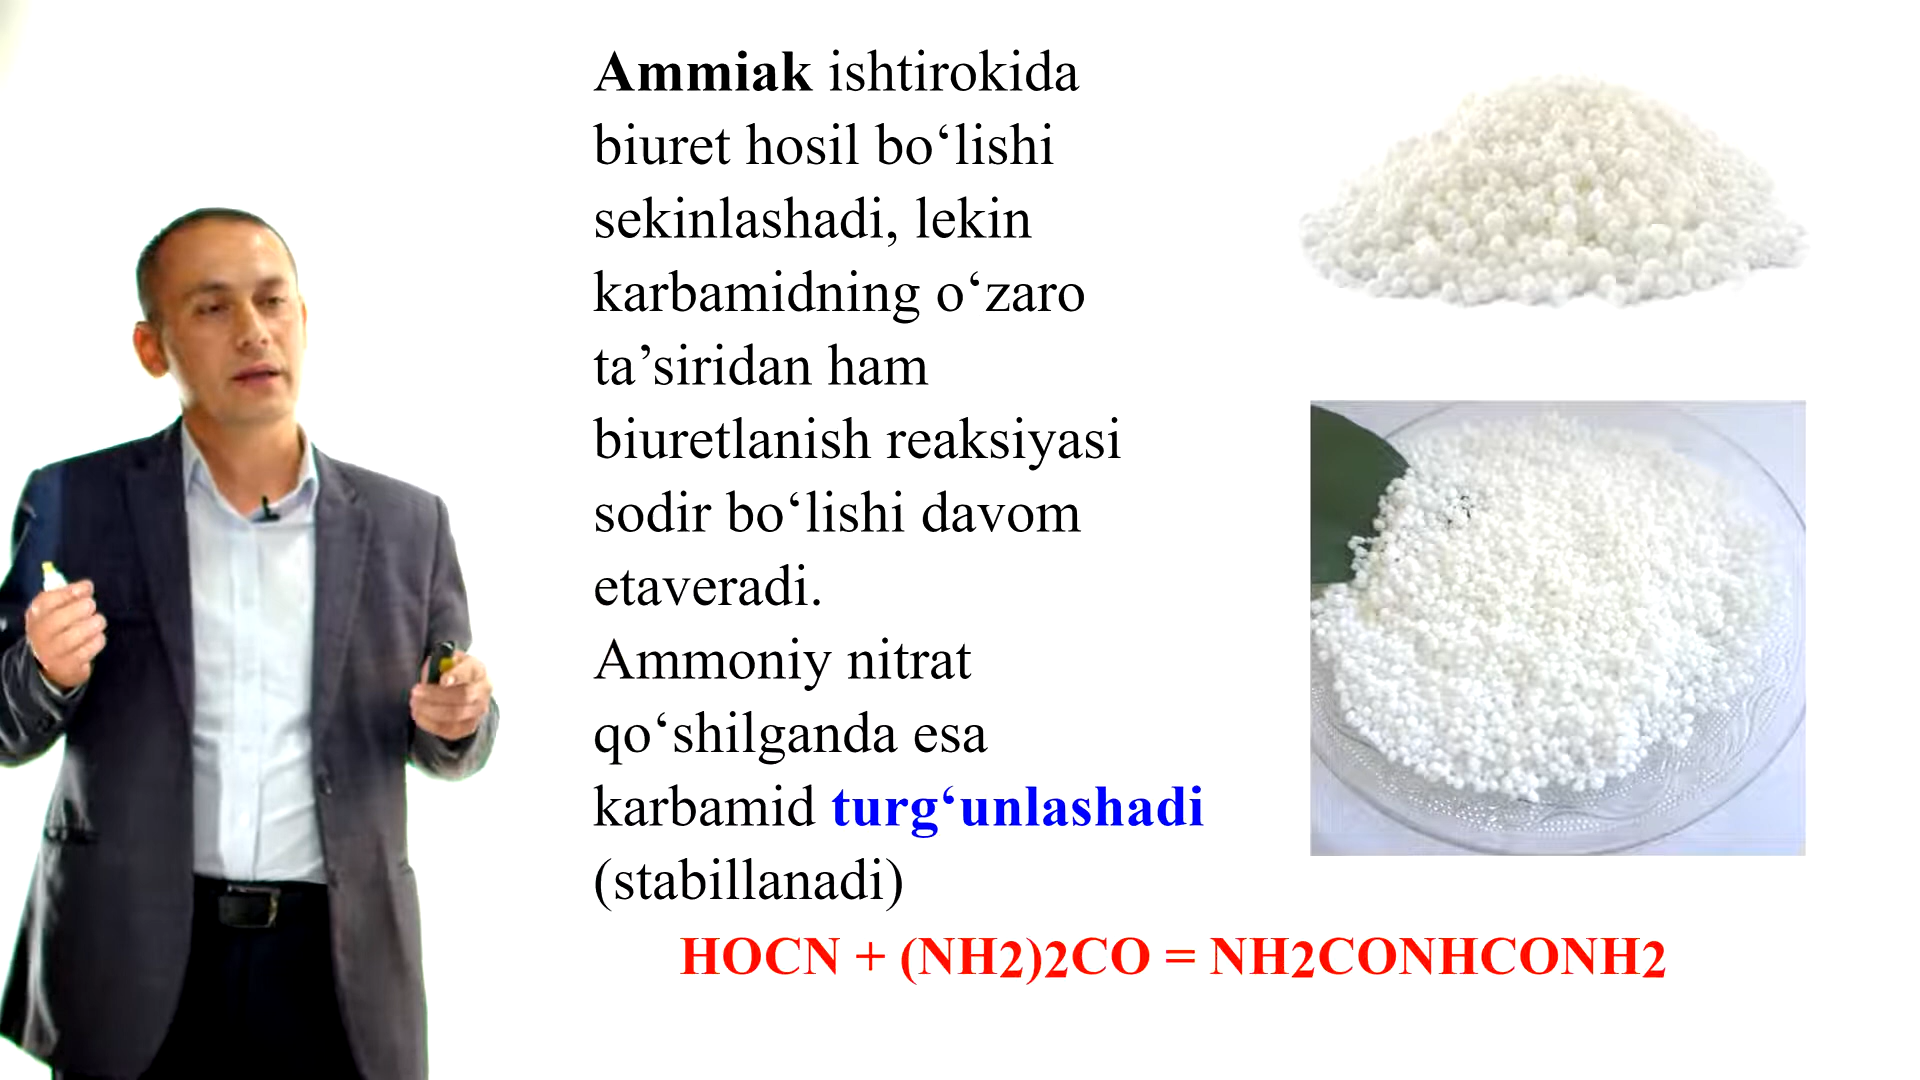 Ammiak ishtirokida
biuret hosil bo‘lishi
sekinlashadi, lekin
karbamidning o‘zaro
ta’siridan ham
biuretlanish reaksiyasi
sodir bo‘lishi davom
etaveradi.
Ammoniy nitrat
qo‘shilganda esa
karbamid turg‘unlashadi
(stabillanadi)
HOCN + (NH2)2CO = NH2CONHCONH2